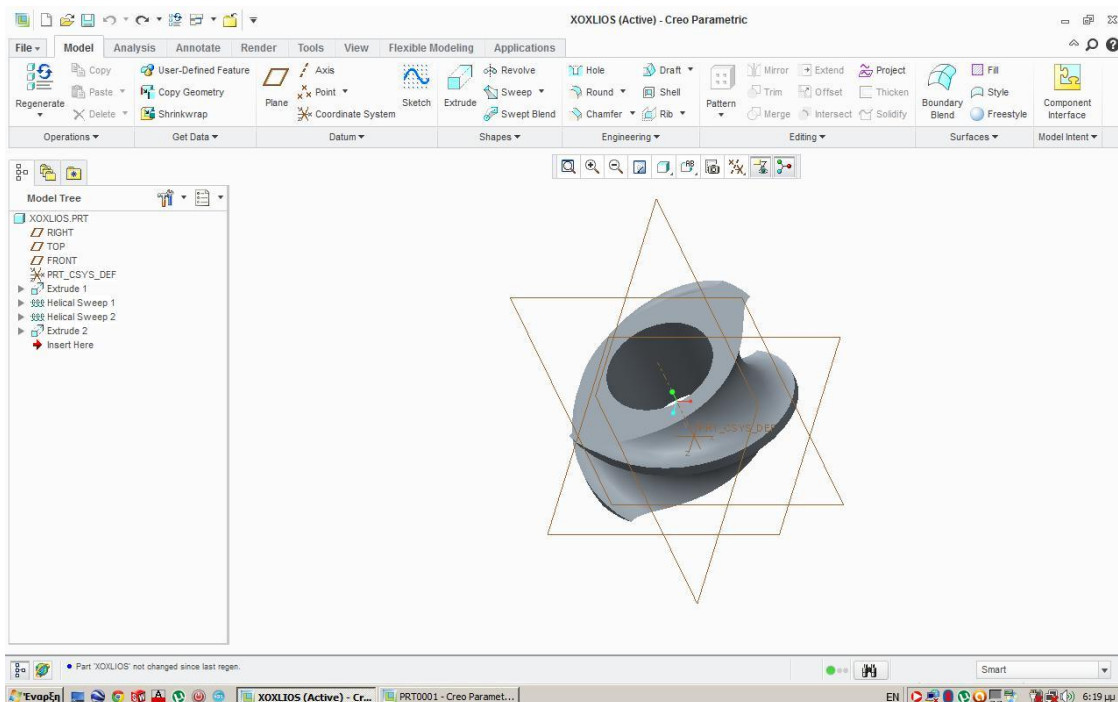 XOXLIOS (Active) - Creo Parametric
File Model Analysis Annotate Render Tools View Flexible Modeling Applications
Regenerate
Copy
Paste
Delete
User-Defined Feature
Copy Geometry
Shrinkwrap
Plane
Axis
Point
Coordinate System
Sketch
Extrude
Revolve
Sweep
Swept Blend
Hole
Round
Chamfer
Draft
Shell
Rib
Pattern
Mirror
Trim
Merge
Extend
Offset
Intersect
Project
Thicken
Solidify
Boundary Blend
Fill
Style
Freestyle
Component Interface
Operations Get Data Datum Shapes Engineering Editing Surfaces Model Intent
Model Tree
XOXLIOS.PRT
RIGHT
TOP
FRONT
PRT_CSYS_DEF
Extrude 1
Helical Sweep 1
Helical Sweep 2
Extrude 2
Insert Here
PRT_CSYS_DEF
Z
Part 'XOXLIOS' not changed since last regen.
Smart
Έναρξη XOXLIOS (Active) - Cr... PRT0001 - Creo Paramet... EN 6:19 μμ